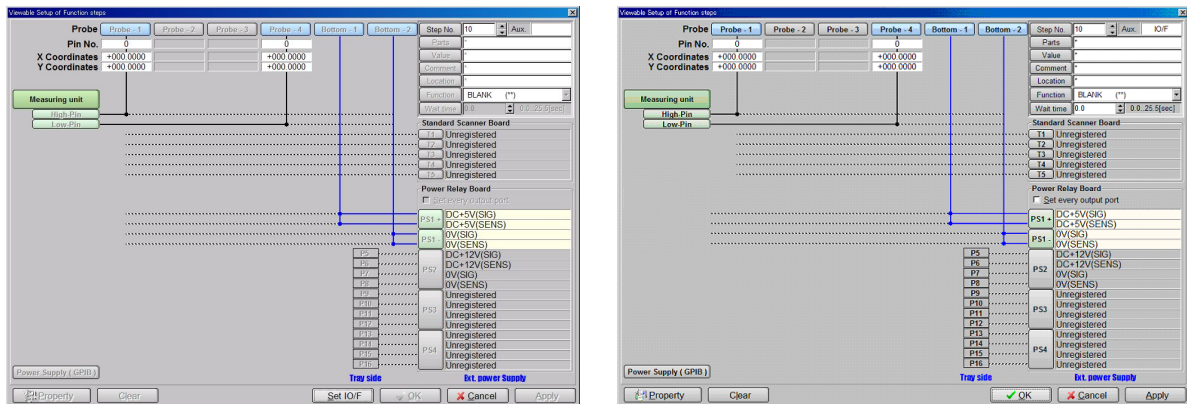 Viewable Setup of Function steps
Probe Probe - 1 Probe - 2 Probe - 3 Probe - 4 Bottom - 1 Bottom - 2 Step No. 10 Aux.
Pin No. 0 0 Parts *
X Coordinates +000.0000 +000.0000 Value *
Y Coordinates +000.0000 +000.0000 Comment *
Location *
Measuring unit Function BLANK (**)
High-Pin Wait time 0.0 0.0..25.5[sec]
Low-Pin Standard Scanner Board
T1 Unregistered
T2 Unregistered
T3 Unregistered
T4 Unregistered
T5 Unregistered
Power Relay Board
Set every output port
PS1 + DC+5V(SIG)
DC+5V(SENS)
PS1 - 0V(SIG)
0V(SENS)
P5 PS2 DC+12V(SIG)
P6 DC+12V(SENS)
P7 0V(SIG)
P8 0V(SENS)
P9 PS3 Unregistered
P10 Unregistered
P11 Unregistered
P12 Unregistered
P13 PS4 Unregistered
P14 Unregistered
P15 Unregistered
P16 Unregistered
Power Supply ( GPIB )
Tray side Ext. power Supply
Property Clear Set IO/F OK Cancel Apply
Viewable Setup of Function steps
Probe Probe - 1 Probe - 2 Probe - 3 Probe - 4 Bottom - 1 Bottom - 2 Step No. 10 Aux. IO/F
Pin No. 0 0 Parts *
X Coordinates +000.0000 +000.0000 Value *
Y Coordinates +000.0000 +000.0000 Comment *
Location *
Measuring unit Function BLANK (**)
High-Pin Wait time 0.0 0.0..25.5[sec]
Low-Pin Standard Scanner Board
T1 Unregistered
T2 Unregistered
T3 Unregistered
T4 Unregistered
T5 Unregistered
Power Relay Board
Set every output port
PS1 + DC+5V(SIG)
DC+5V(SENS)
PS1 - 0V(SIG)
0V(SENS)
P5 PS2 DC+12V(SIG)
P6 DC+12V(SENS)
P7 0V(SIG)
P8 0V(SENS)
P9 PS3 Unregistered
P10 Unregistered
P11 Unregistered
P12 Unregistered
P13 PS4 Unregistered
P14 Unregistered
P15 Unregistered
P16 Unregistered
Power Supply ( GPIB )
Tray side Ext. power Supply
Property Clear OK Cancel Apply